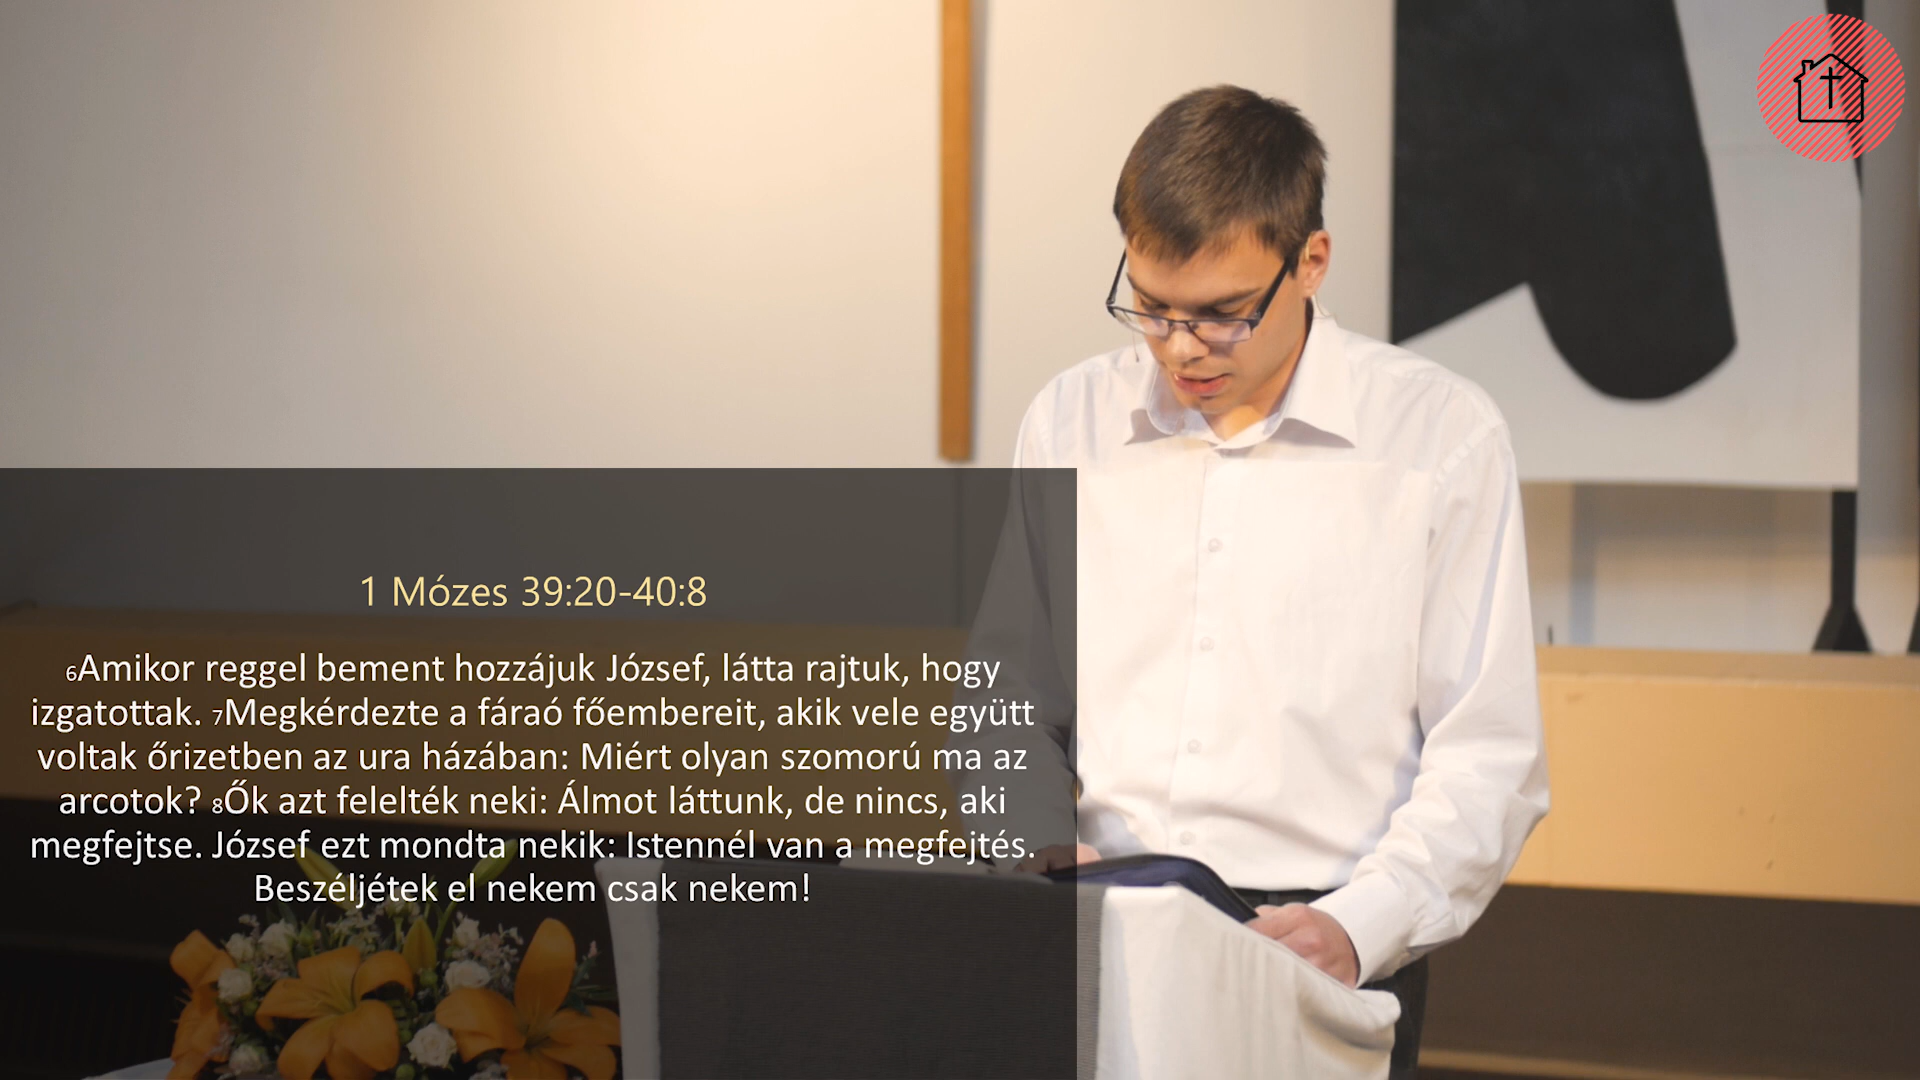 1 Mózes 39:20-40:8
6Amikor reggel bement hozzájuk József, látta rajtuk, hogy
izgatottak. 7Megkérdezte a fáraó főembereit, akik vele együtt
voltak őrizetben az ura házában: Miért olyan szomorú ma az
arcotok? 8Ők azt felelték neki: Álmot láttunk, de nincs, aki
megfejtse. József ezt mondta nekik: Istennél van a megfejtés.
Beszéljétek el nekem csak nekem!